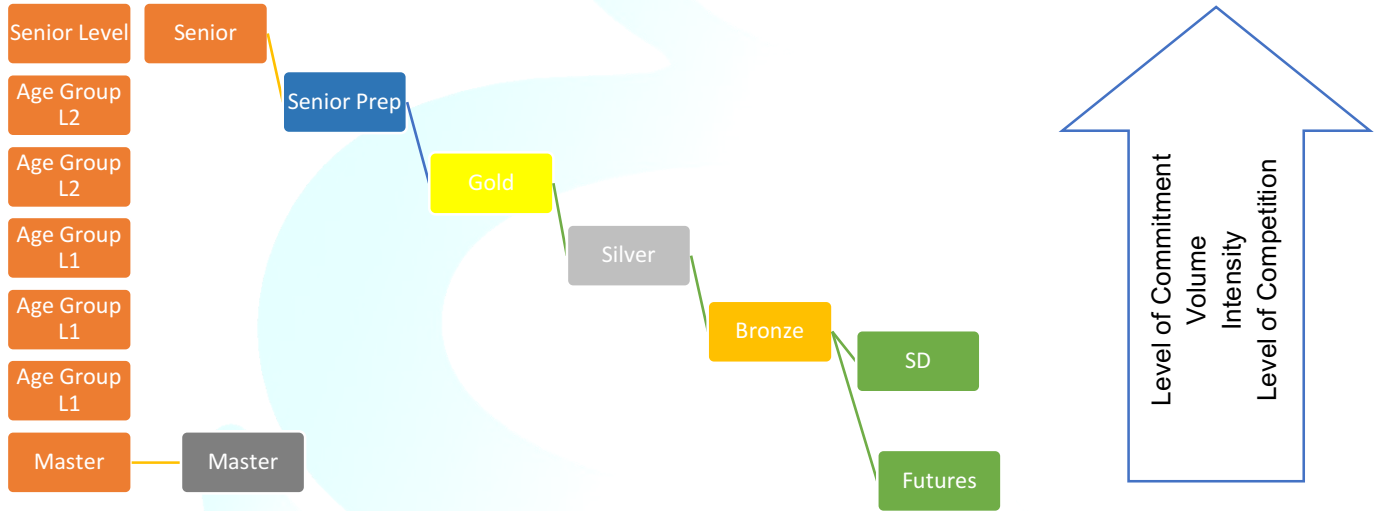 Senior Level
Senior
Age Group
L2
Senior Prep
Age Group
L2
Gold
Age Group
L1
Silver
Age Group
L1
Bronze
Age Group
L1
SD
Master
Master
Futures
Level of Commitment
Volume
Intensity
Level of Competition